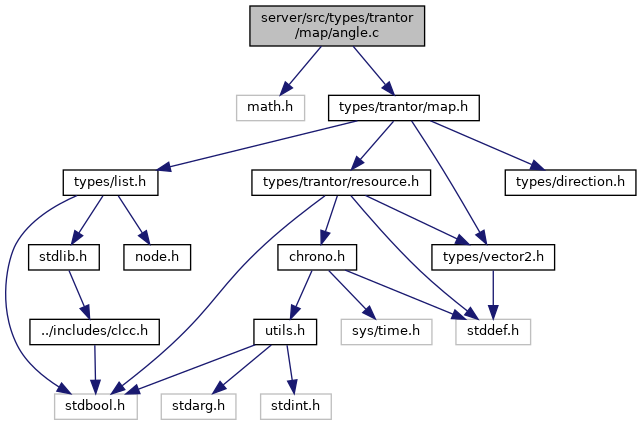 server/src/types/trantor
/map/angle.c
math.h
types/trantor/map.h
types/list.h
types/trantor/resource.h
types/direction.h
stdlib.h
node.h
chrono.h
types/vector2.h
../includes/clcc.h
utils.h
sys/time.h
stddef.h
stdbool.h
stdarg.h
stdint.h